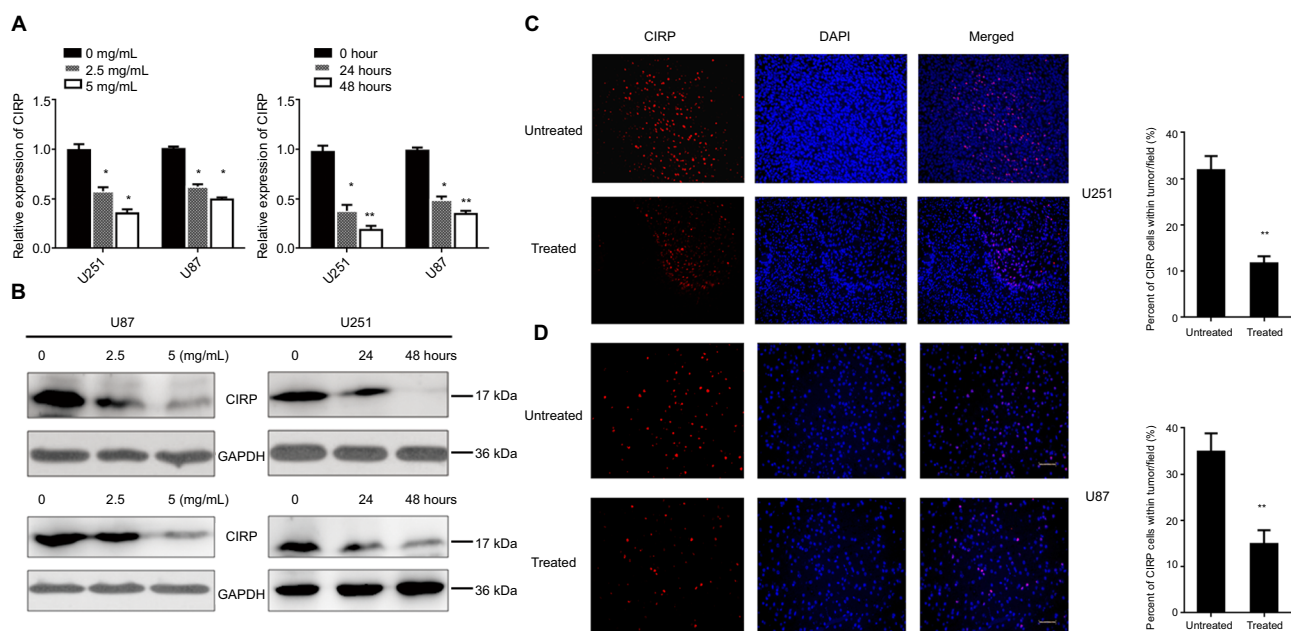 A
0 mg/mL
2.5 mg/mL
5 mg/mL
Relative expression of CIRP
1.5
1.0
0.5
0.0
* * * *
U251 U87
0 hour
24 hours
48 hours
Relative expression of CIRP
1.5
1.0
0.5
0.0
* ** * **
U251 U87
B
U87 U251
0 2.5 5 (mg/mL) 0 24 48 hours
CIRP 17 kDa
GAPDH 36 kDa
0 2.5 5 (mg/mL) 0 24 48 hours
CIRP 17 kDa
GAPDH 36 kDa
C
CIRP DAPI Merged
Untreated
Treated
U251
Percent of CIRP cells within tumor/field (%)
40
30
20
10
0
**
Untreated Treated
D
Untreated
Treated
U87
Percent of CIRP cells within tumor/field (%)
40
30
20
10
0
**
Untreated Treated